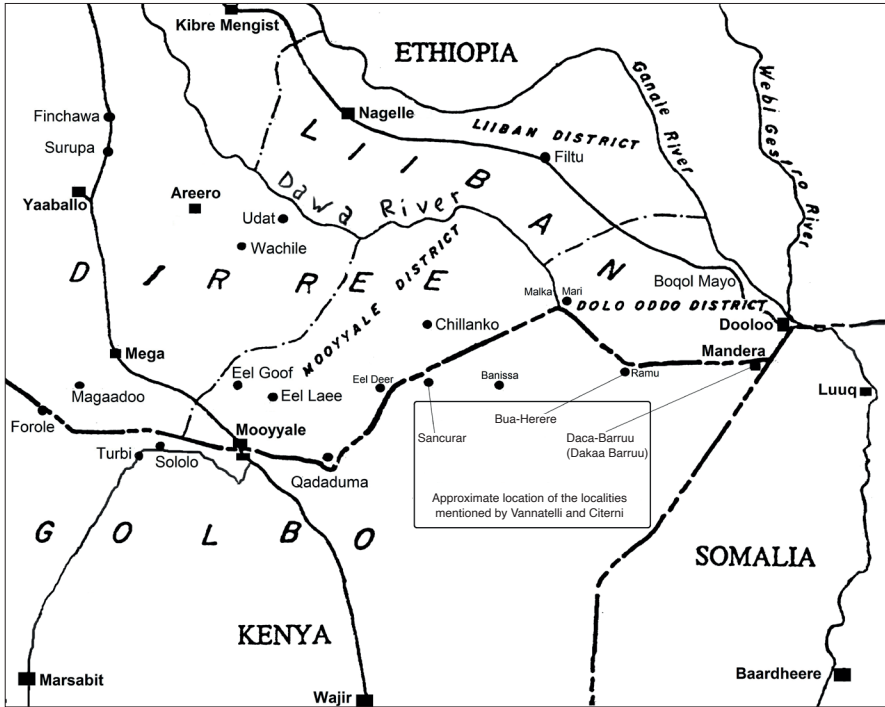 Kibre Mengist
ETHIOPIA
Ganale River
Webi Gestro River
Finchawa
Nagelle
LIIBAN DISTRICT
Surupa
Filtu
LIIBAN
Yaaballo
Areero
Dawa River
Udat
Wachile
DIRREE
MOOYYALE DISTRICT
Boqol Mayo
Malka Mari
DOLO ODDO DISTRICT
Dooloo
Chillanko
Mega
Mandera
Eel Goof
Eel Deer
Banissa
Ramu
Magaadoo
Eel Laee
Luuq
Forole
Bua-Herere
Mooyyale
Sancurar
Daca-Barruu
(Dakaa Barruu)
Turbi
Sololo
Qadaduma
Approximate location of the localities
mentioned by Vannatelli and Citerni
GOLBO
SOMALIA
KENYA
Marsabit
Baardheere
Wajir